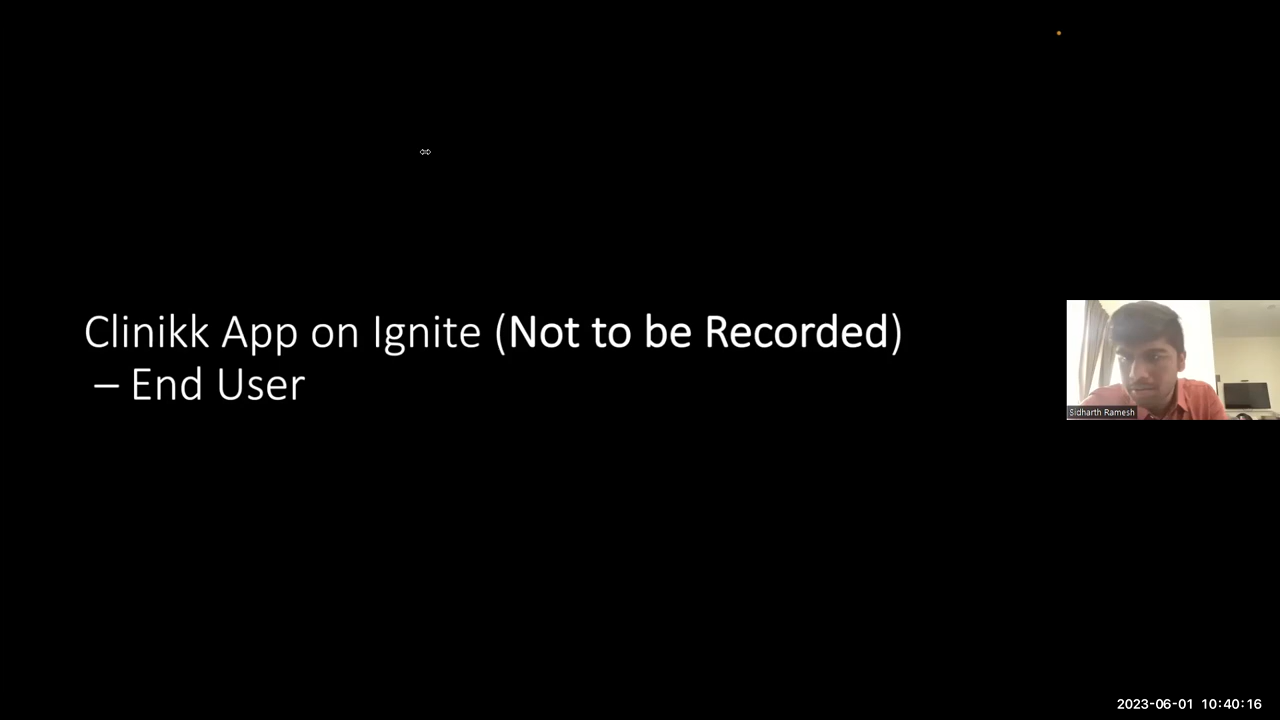 Clinikk App on Ignite (Not to be Recorded)
– End User
Sidharth Ramesh
2023-06-01 10:40:16